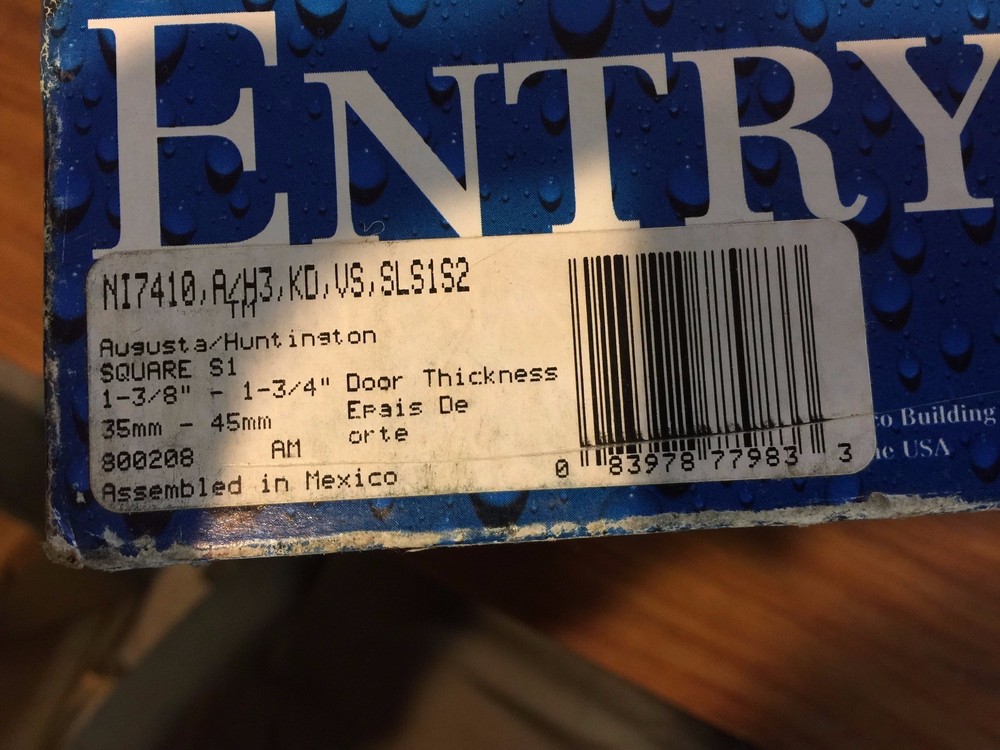 ENTRY
NI7410,A/H3,KD,VS,SLS1S2
TM
Augusta/Huntington
SQUARE S1
1-3/8" - 1-3/4" Door Thickness
35mm - 45mm Epais De
orte
800208 AM
Assembled in Mexico
0 83978 77983 3
co Building
USA